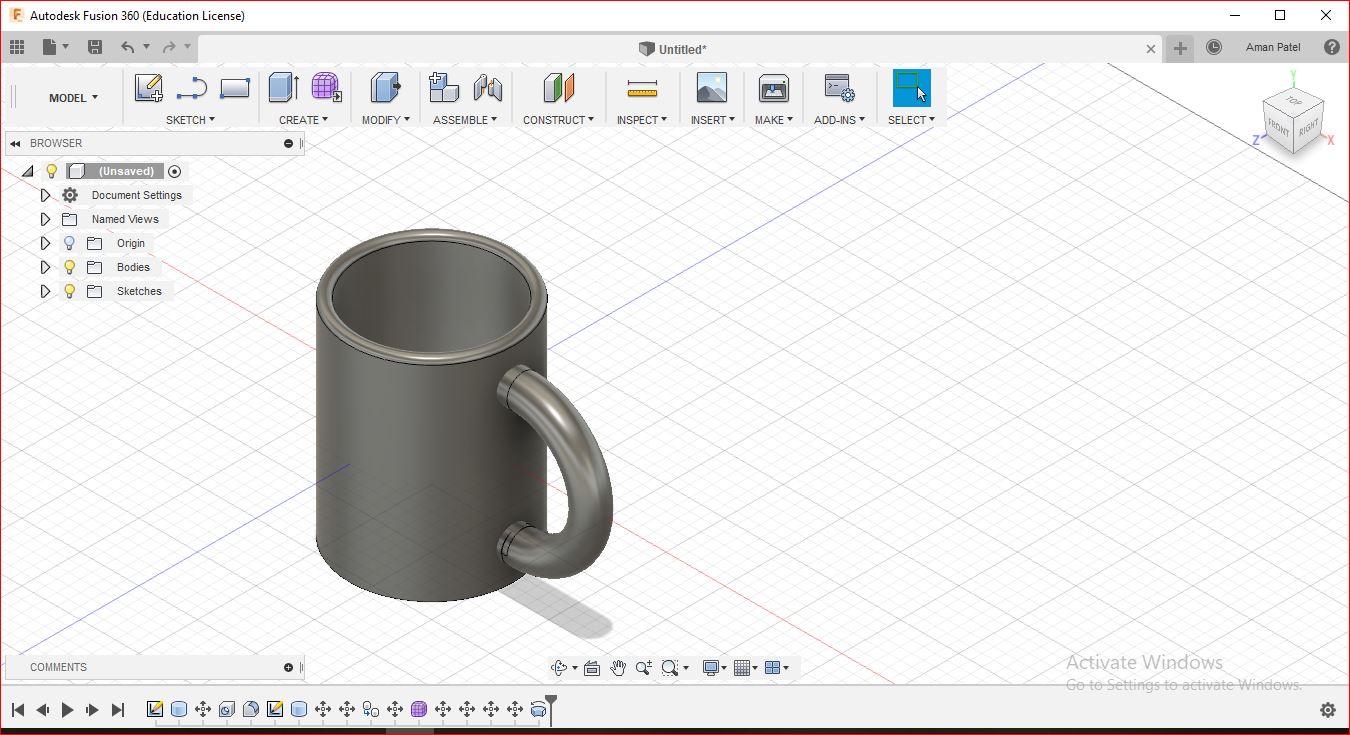 Autodesk Fusion 360 (Education License)
Untitled*
Aman Patel
MODEL
SKETCH
CREATE
MODIFY
ASSEMBLE
CONSTRUCT
INSPECT
INSERT
MAKE
ADD-INS
SELECT
Y
TOP
FRONT
RIGHT
Z
X
BROWSER
(Unsaved)
Document Settings
Named Views
Origin
Bodies
Sketches
COMMENTS
Activate Windows
Go to Settings to activate Windows.